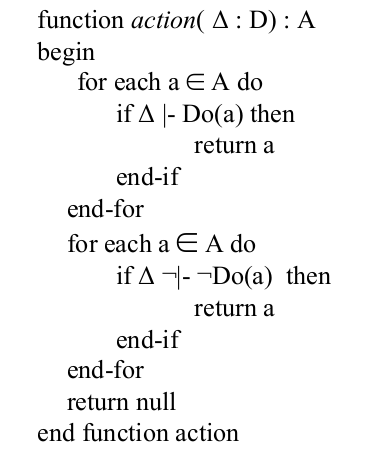 function action( Δ : D) : A
begin
for each a ∈ A do
if Δ |- Do(a) then
return a
end-if
end-for
for each a ∈ A do
if Δ ¬|- ¬Do(a) then
return a
end-if
end-for
return null
end function action